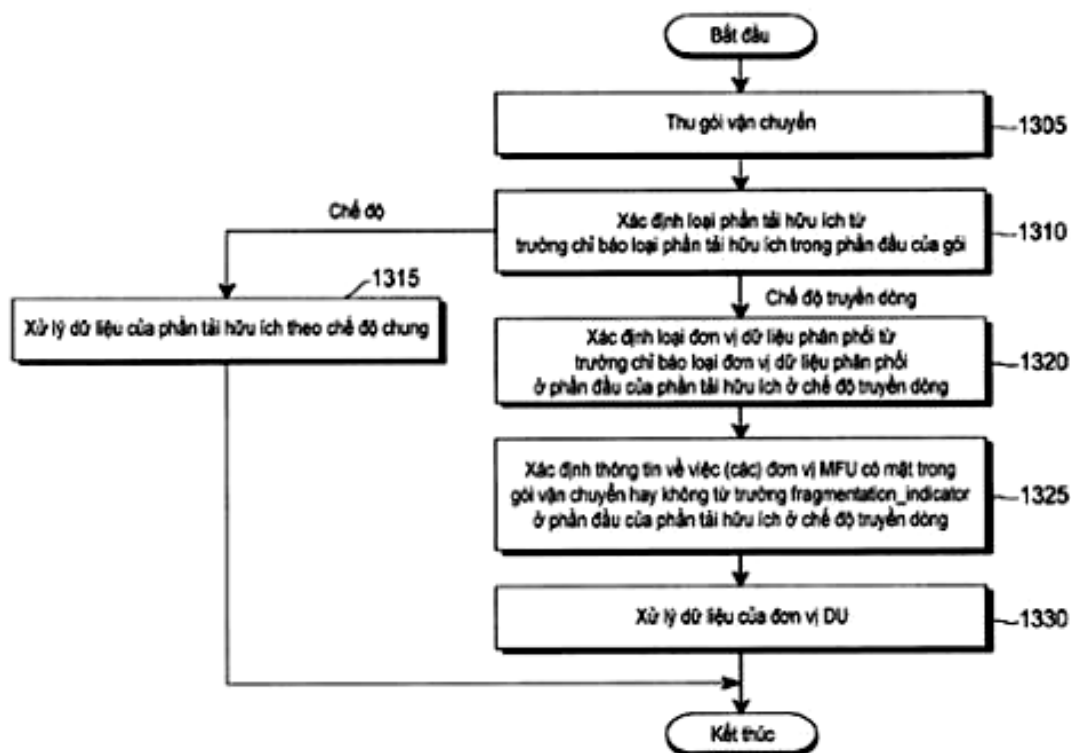 Bắt đầu
Thu gói vận chuyển
1305
Xác định loại phần tải hữu ích từ
trường chỉ báo loại phần tải hữu ích trong phần đầu của gói
1310
Chế độ
1315
Xử lý dữ liệu của phần tải hữu ích theo chế độ chung
Chế độ truyền dòng
Xác định loại đơn vị dữ liệu phân phối từ
trường chỉ báo loại đơn vị dữ liệu phân phối
ở phần đầu của phần tải hữu ích ở chế độ truyền dòng
1320
Xác định thông tin về việc (các) đơn vị MFU có mặt trong
gói vận chuyển hay không từ trường fragmentation_indicator
ở phần đầu của phần tải hữu ích ở chế độ truyền dòng
1325
Xử lý dữ liệu của đơn vị DU
1330
Kết thúc